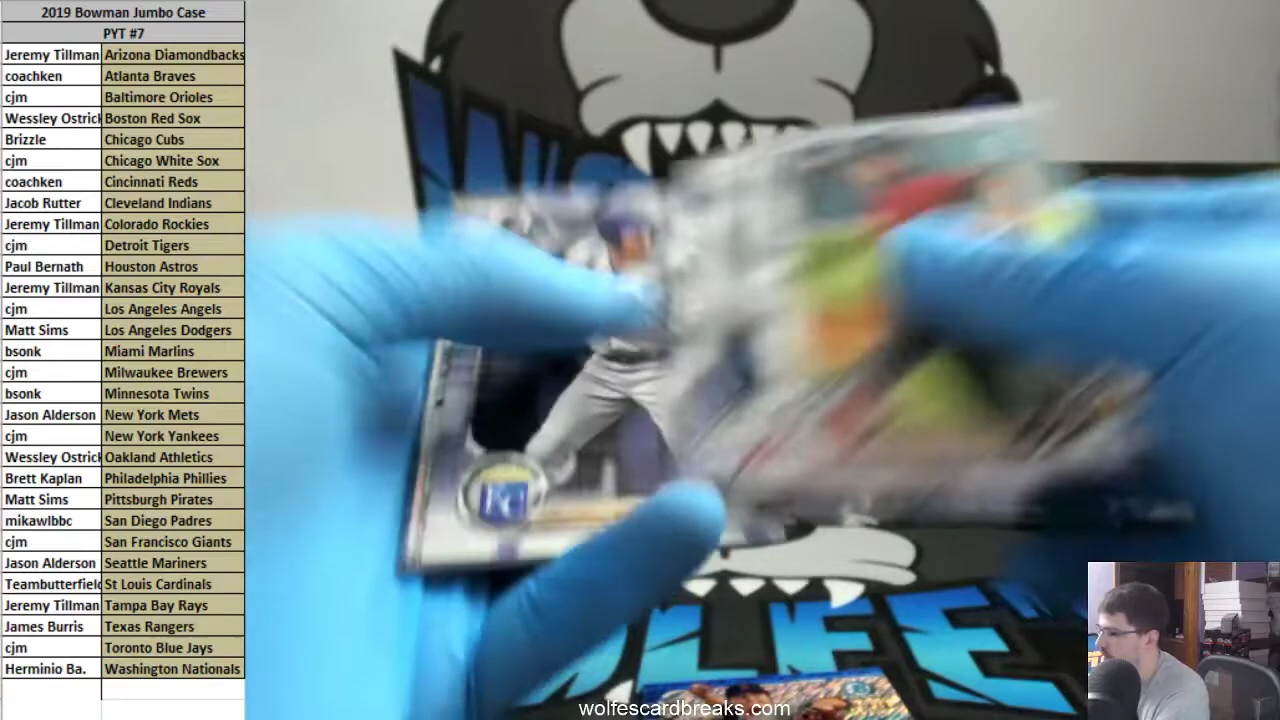 2019 Bowman Jumbo Case
PYT #7
Jeremy Tillman Arizona Diamondbacks
coachken Atlanta Braves
cjm Baltimore Orioles
Wessley Ostrick Boston Red Sox
Brizzle Chicago Cubs
cjm Chicago White Sox
coachken Cincinnati Reds
Jacob Rutter Cleveland Indians
Jeremy Tillman Colorado Rockies
cjm Detroit Tigers
Paul Bernath Houston Astros
Jeremy Tillman Kansas City Royals
cjm Los Angeles Angels
Matt Sims Los Angeles Dodgers
bsonk Miami Marlins
cjm Milwaukee Brewers
bsonk Minnesota Twins
Jason Alderson New York Mets
cjm New York Yankees
Wessley Ostrick Oakland Athletics
Brett Kaplan Philadelphia Phillies
Matt Sims Pittsburgh Pirates
mikawlbbc San Diego Padres
cjm San Francisco Giants
Jason Alderson Seattle Mariners
Teambutterfield St Louis Cardinals
Jeremy Tillman Tampa Bay Rays
James Burris Texas Rangers
cjm Toronto Blue Jays
Herminio Ba. Washington Nationals
KC
wolfescardbreaks.com